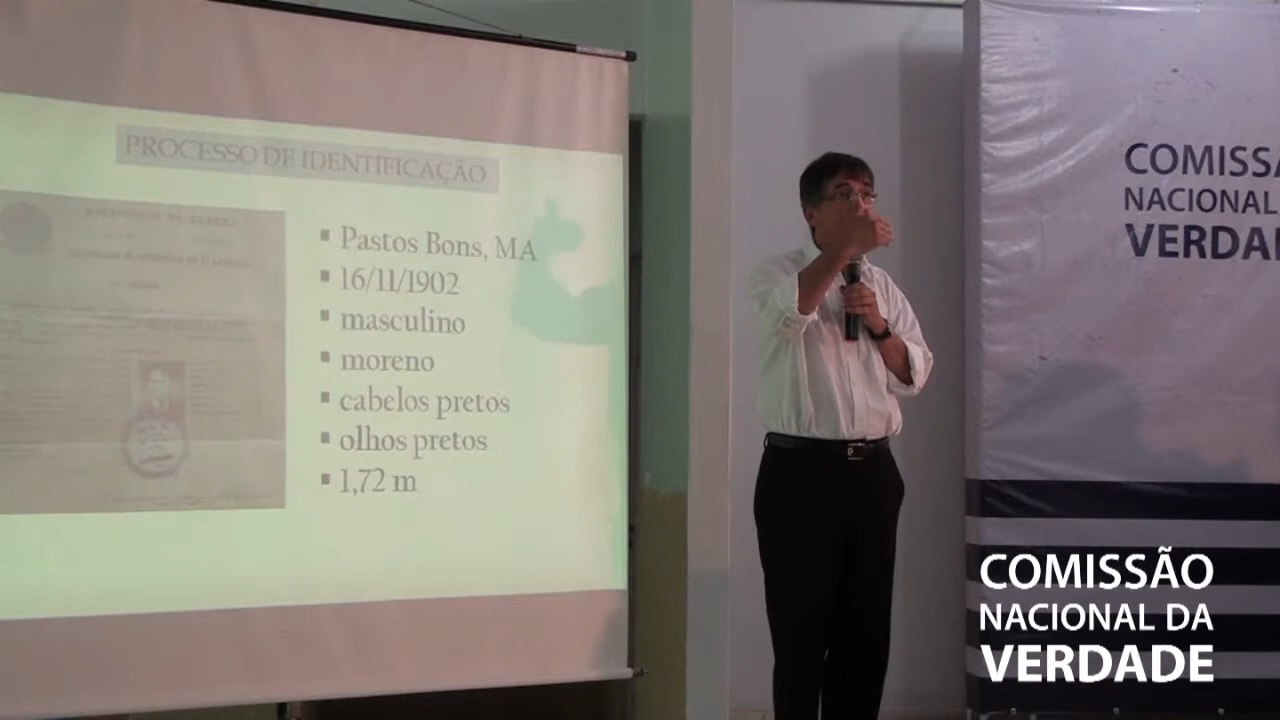 PROCESSO DE IDENTIFICAÇÃO
Pastos Bons, MA
16/11/1902
masculino
moreno
cabelos pretos
olhos pretos
1,72 m
COMISSÃ
NACIONAL
VERDA
COMISSÃO
NACIONAL DA
VERDADE